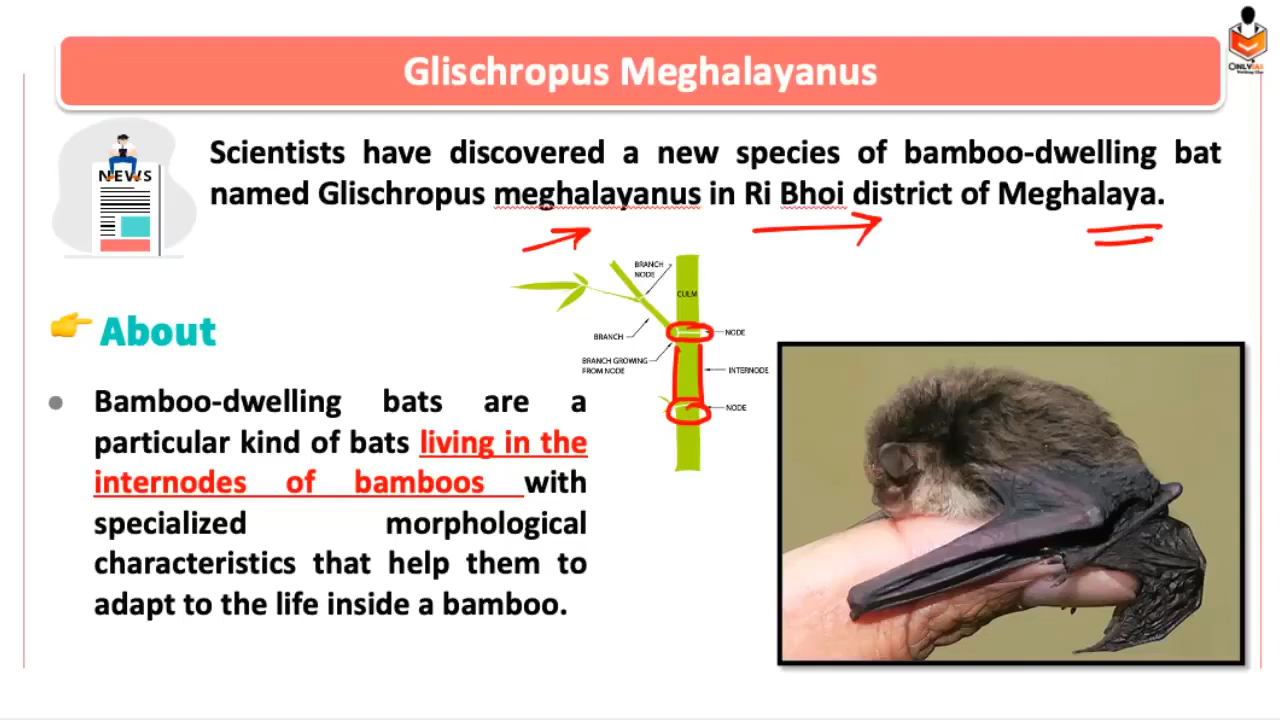 Glischropus Meghalayanus
ONLYIAS
NEWS
Scientists have discovered a new species of bamboo-dwelling bat
named Glischropus meghalayanus in Ri Bhoi district of Meghalaya.
BRANCH
NODE
CULM
BRANCH
NODE
BRANCH GROWING
FROM NODE
INTERNODE
NODE
About
Bamboo-dwelling bats are a
particular kind of bats living in the
internodes of bamboos with
specialized morphological
characteristics that help them to
adapt to the life inside a bamboo.